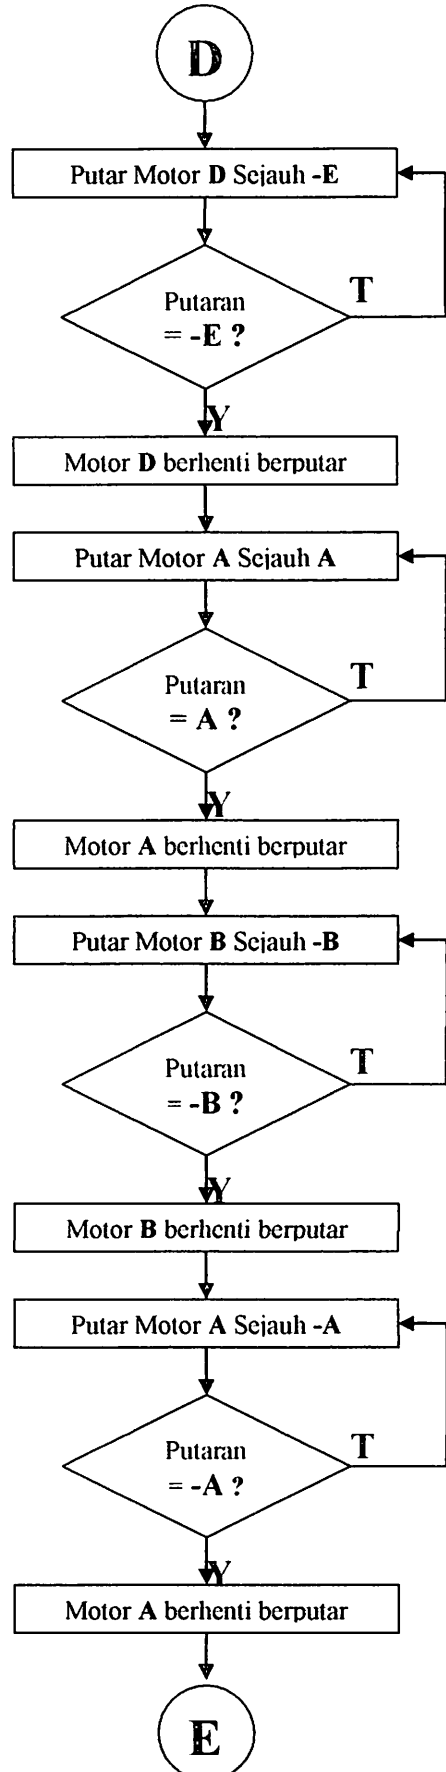 D
Putar Motor D Sejauh -E
Putaran
= -E ?
T
Y
Motor D berhenti berputar
Putar Motor A Sejauh A
Putaran
= A ?
T
Y
Motor A berhenti berputar
Putar Motor B Sejauh -B
Putaran
= -B ?
T
Y
Motor B berhenti berputar
Putar Motor A Sejauh -A
Putaran
= -A ?
T
Y
Motor A berhenti berputar
E